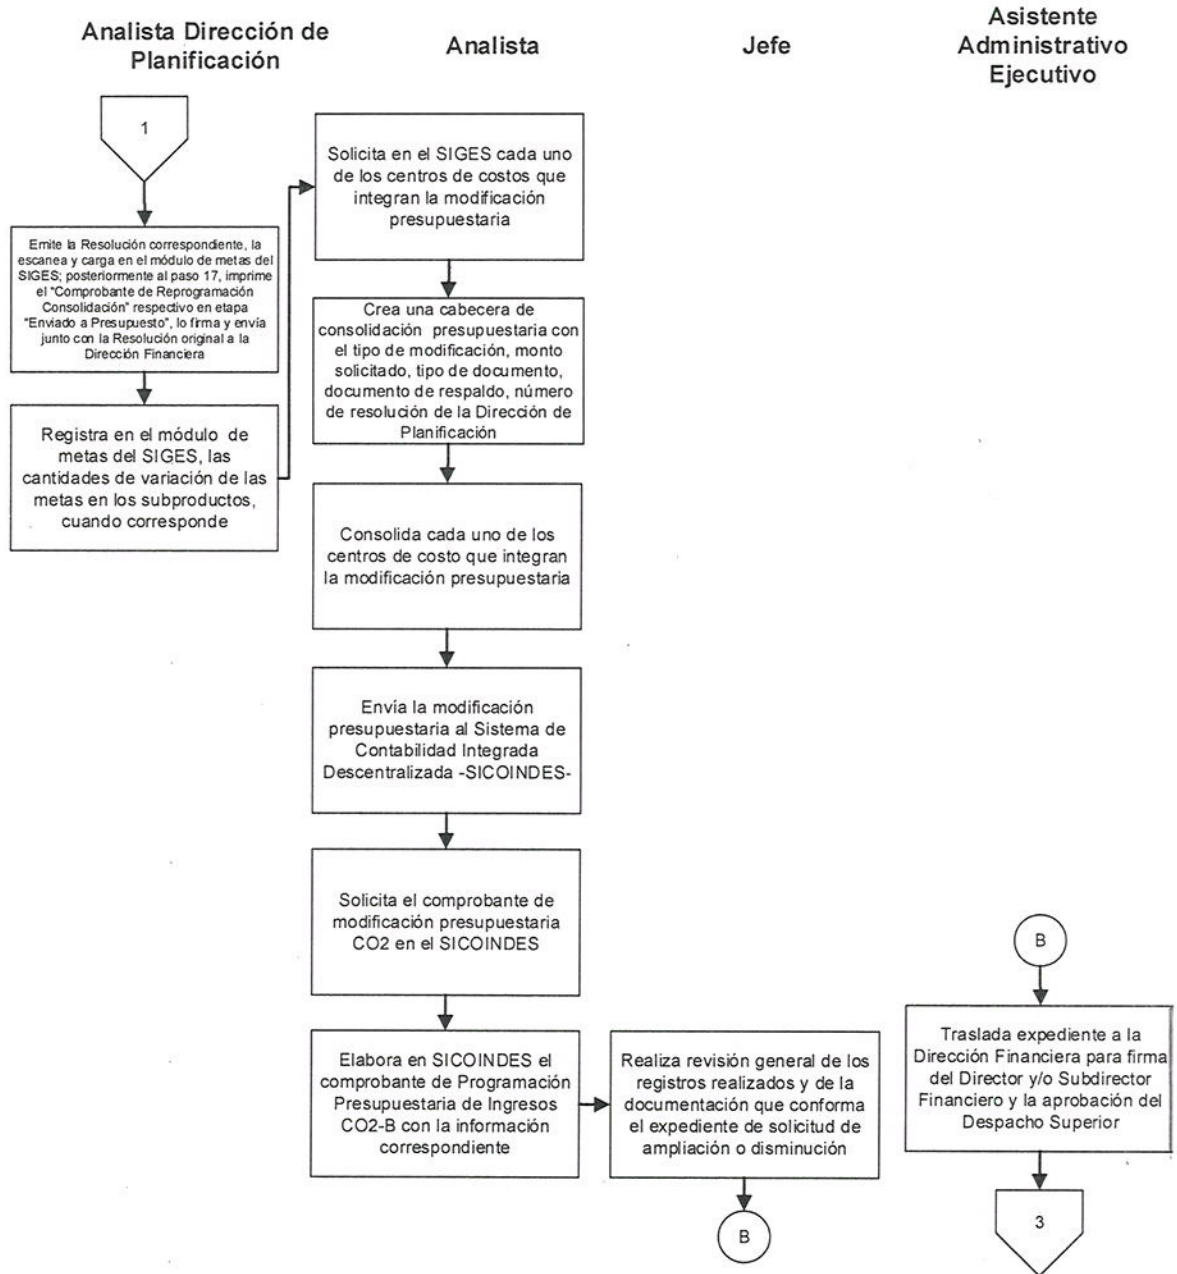 Analista Dirección de
Planificación
Analista
Jefe
Asistente
Administrativo
Ejecutivo
1
Emite la Resolución correspondiente, la
escanea y carga en el módulo de metas del
SIGES; posteriormente al paso 17, imprime
el "Comprobante de Reprogramación
Consolidación" respectivo en etapa
"Enviado a Presupuesto", lo firma y envía
junto con la Resolución original a la
Dirección Financiera
Registra en el módulo de
metas del SIGES, las
cantidades de variación de las
metas en los subproductos,
cuando corresponde
Solicita en el SIGES cada uno
de los centros de costos que
integran la modificación
presupuestaria
Crea una cabecera de
consolidación presupuestaria con
el tipo de modificación, monto
solicitado, tipo de documento,
documento de respaldo, número
de resolución de la Dirección de
Planificación
Consolida cada uno de los
centros de costo que integran
la modificación presupuestaria
Envía la modificación
presupuestaria al Sistema de
Contabilidad Integrada
Descentralizada -SICOINDES-
Solicita el comprobante de
modificación presupuestaria
CO2 en el SICOINDES
Elabora en SICOINDES el
comprobante de Programación
Presupuestaria de Ingresos
CO2-B con la información
correspondiente
Realiza revisión general de los
registros realizados y de la
documentación que conforma
el expediente de solicitud de
ampliación o disminución
B
B
Traslada expediente a la
Dirección Financiera para firma
del Director y/o Subdirector
Financiero y la aprobación del
Despacho Superior
3